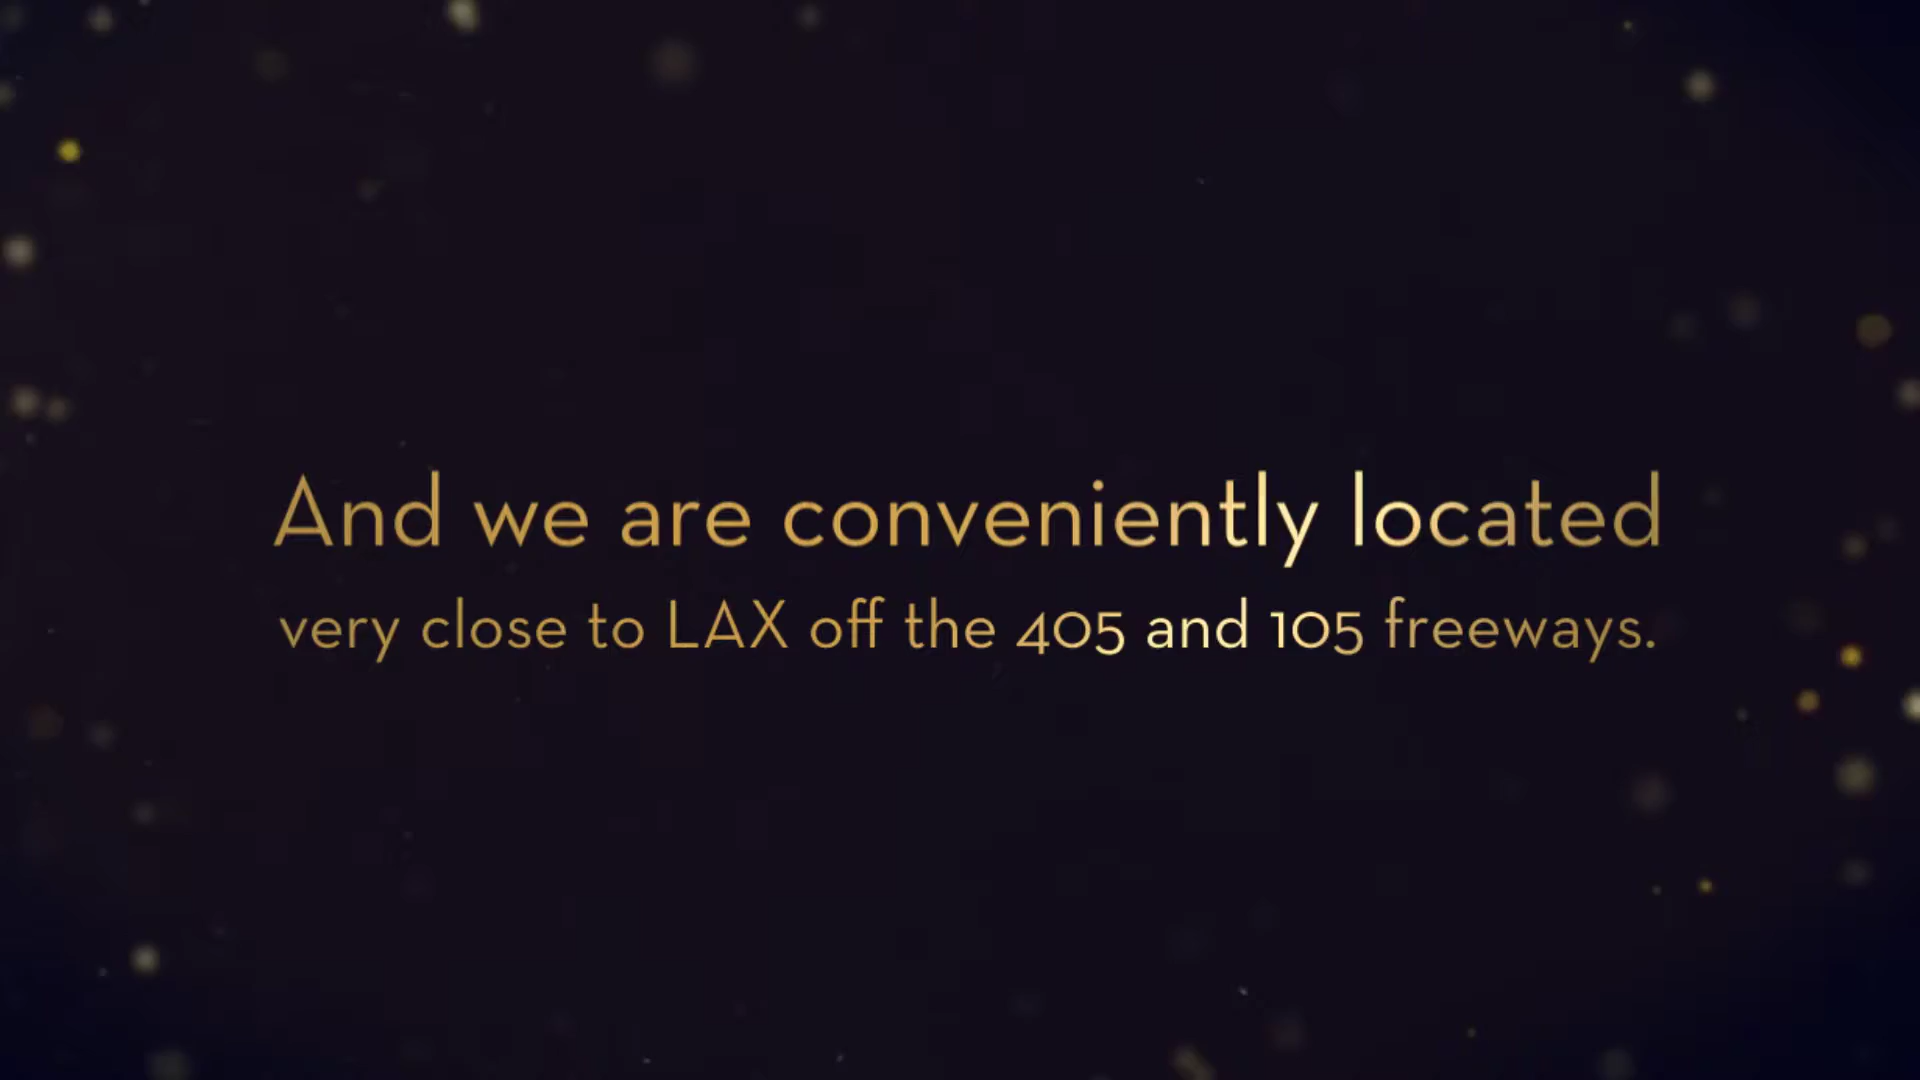 And we are conveniently located
very close to LAX off the 405 and 105 freeways.